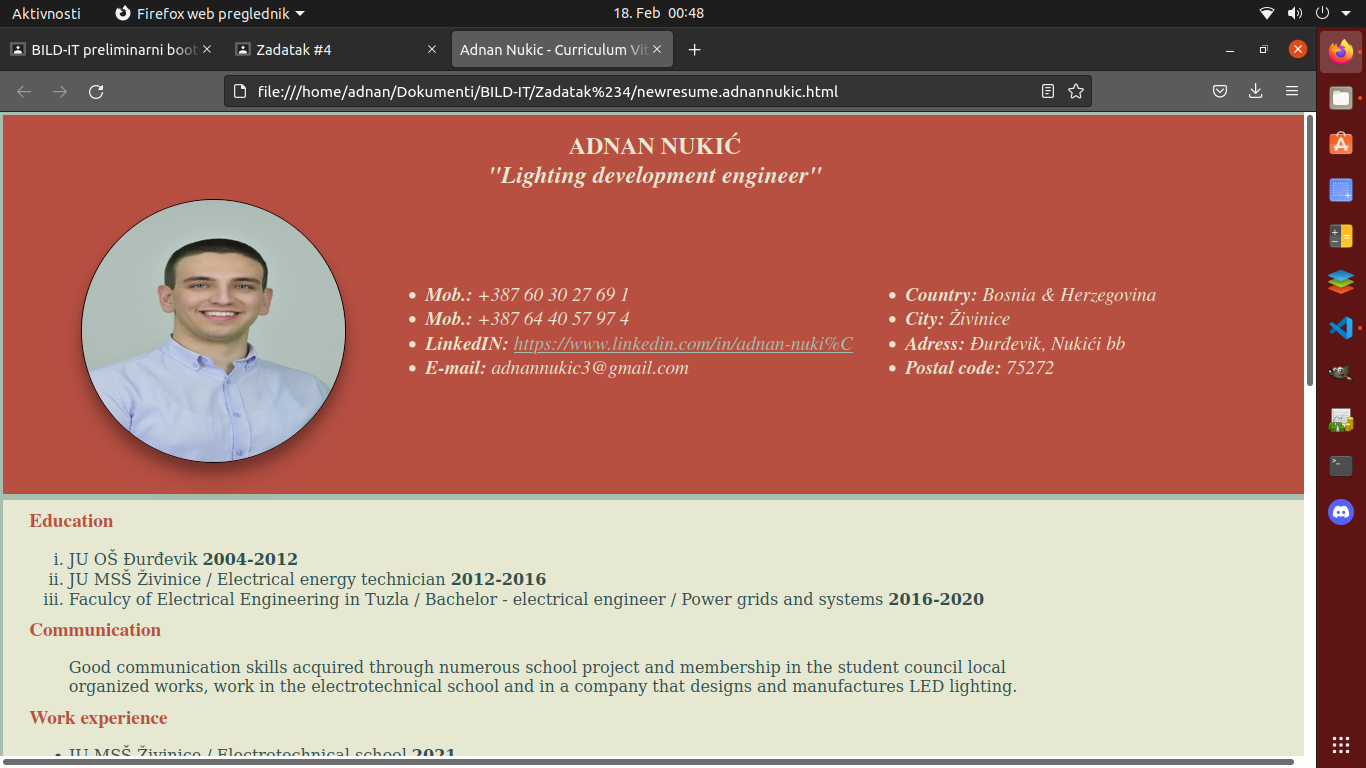 Aktivnosti
Firefox web preglednik
18. Feb 00:48
BILD-IT preliminarni boot
Zadatak #4
Adnan Nukic - Curriculum Vit
file:///home/adnan/Dokumenti/BILD-IT/Zadatak%234/newresume.adnannukic.html
ADNAN NUKIĆ
"Lighting development engineer"
• Mob.: +387 60 30 27 69 1
• Mob.: +387 64 40 57 97 4
• LinkedIN: https://www.linkedin.com/in/adnan-nuki%C
• E-mail: adnannukic3@gmail.com
• Country: Bosnia & Herzegovina
• City: Živinice
• Adress: Đurđevik, Nukići bb
• Postal code: 75272
Education
i. JU OŠ Đurđevik 2004-2012
ii. JU MSŠ Živinice / Electrical energy technician 2012-2016
iii. Faculcy of Electrical Engineering in Tuzla / Bachelor - electrical engineer / Power grids and systems 2016-2020
Communication
Good communication skills acquired through numerous school project and membership in the student council local
organized works, work in the electrotechnical school and in a company that designs and manufactures LED lighting.
Work experience
• JU MSŠ Živinice / Electrotechnical school 2021